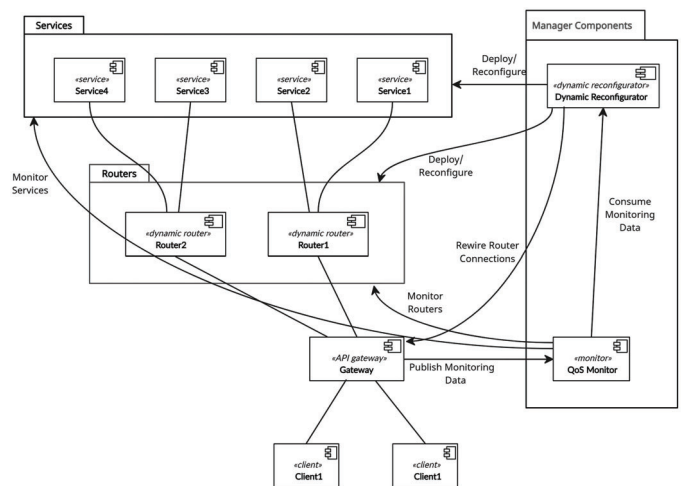 Services
Manager Components
«service»
Service4
«service»
Service3
«service»
Service2
«service»
Service1
Deploy/
Reconfigure
«dynamic reconfigurator»
Dynamic Reconfigurator
Monitor
Services
Routers
Deploy/
Reconfigure
Consume
Monitoring
Data
«dynamic router»
Router2
«dynamic router»
Router1
Rewire Router
Connections
Monitor
Routers
«API gateway»
Gateway
Publish Monitoring
Data
«monitor»
QoS Monitor
«client»
Client1
«client»
Client1